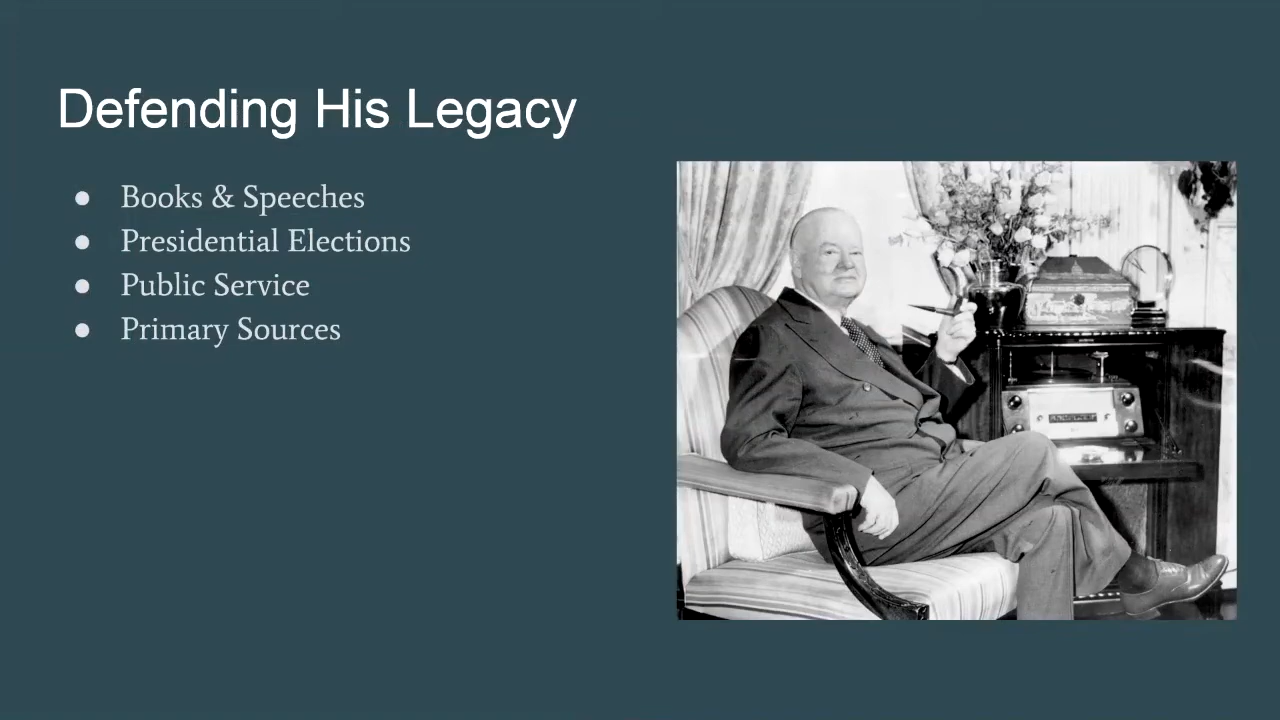 Defending His Legacy
● Books & Speeches
● Presidential Elections
● Public Service
● Primary Sources